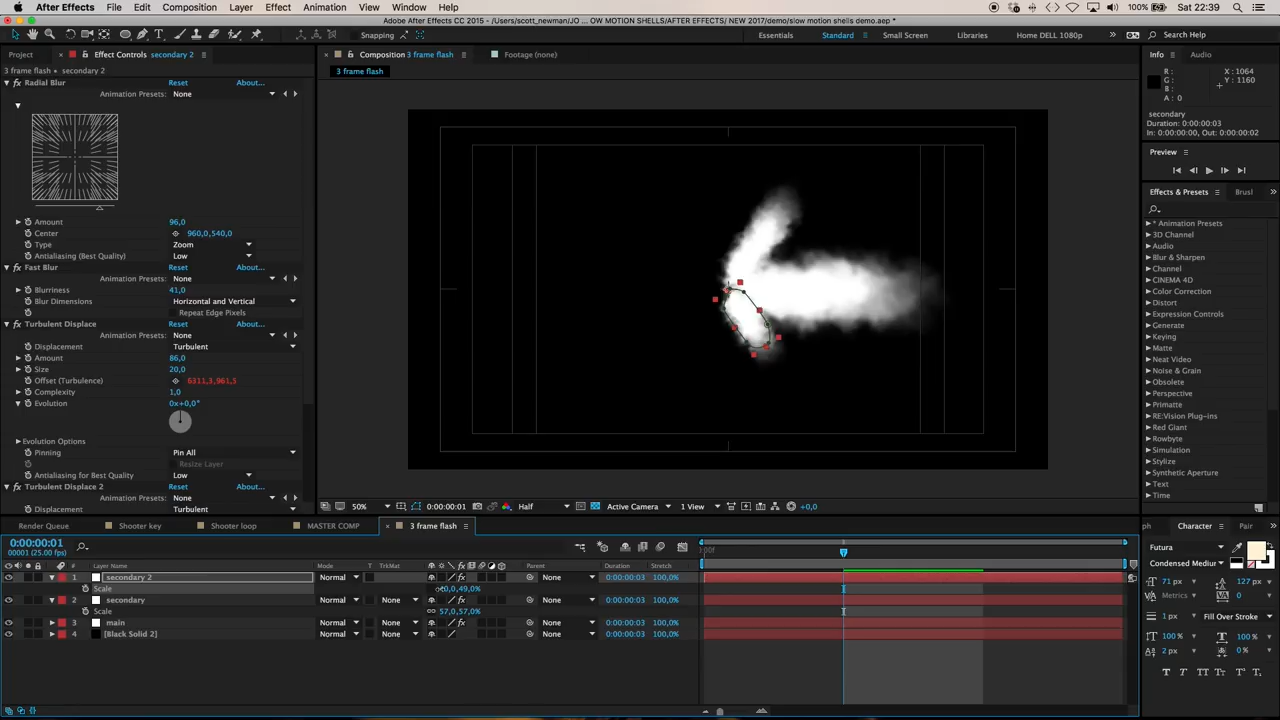 After Effects File Edit Composition Layer Effect Animation View Window Help 100% Sat 22:39
Adobe After Effects CC 2015 - /Users/scott_newman/JO ... OW MOTION SHELLS/AFTER EFFECTS/ NEW 2017/demo/slow motion shells demo.aep *
Snapping Essentials Standard Small Screen Libraries Home DELL 1080p Search Help
Project Effect Controls secondary 2 Composition 3 frame flash Footage (none) Info Audio
3 frame flash • secondary 2
3 frame flash
Radial Blur Reset About...
Animation Presets: None
Amount 96,0
Center 960,0,540,0
Type Zoom
Antialiasing (Best Quality) Low
Fast Blur Reset About...
Animation Presets: None
Blurriness 41,0
Blur Dimensions Horizontal and Vertical
Repeat Edge Pixels
Turbulent Displace Reset About...
Animation Presets: None
Displacement Turbulent
Amount 86,0
Size 20,0
Offset (Turbulence) 6311,3,961,5
Complexity 1,0
Evolution 0x+0,0°
Evolution Options
Pinning Pin All
Resize Layer
Antialiasing for Best Quality Low
Turbulent Displace 2 Reset About...
Animation Presets: None
Displacement Turbulent
R :
G :
B :
A : 0
X : 1064
Y : 1160
secondary
Duration: 0:00:00:03
In: 0:00:00:00, Out: 0:00:00:02
Preview
Effects & Presets Brusl
* Animation Presets
3D Channel
Audio
Blur & Sharpen
Channel
CINEMA 4D
Color Correction
Distort
Expression Controls
Generate
Keying
Matte
Neat Video
Noise & Grain
Obsolete
Perspective
Primatte
RE:Vision Plug-ins
Red Giant
Rowbyte
Simulation
Stylize
Synthetic Aperture
Text
Time
50% 0:00:00:01 Half Active Camera 1 View +0,0
Render Queue Shooter key Shooter loop MASTER COMP 3 frame flash
0:00:00:01
00001 (25.00 fps)
# Layer Name Mode T TrkMat Parent Duration Stretch
1 secondary 2 Normal None 0:00:00:03 100,0%
Scale 0,0,49,0%
2 secondary Normal None None 0:00:00:03 100,0%
Scale 57,0,57,0%
3 main Normal None None 0:00:00:03 100,0%
4 [Black Solid 2] Normal None None 0:00:00:03 100,0%
:00f
ph Character Pair
Futura
Condensed Medium
71 px 127 px
Metrics 0
1 px Fill Over Stroke
100 % 100 %
2 px 0 %
T T TT Tt T' T,